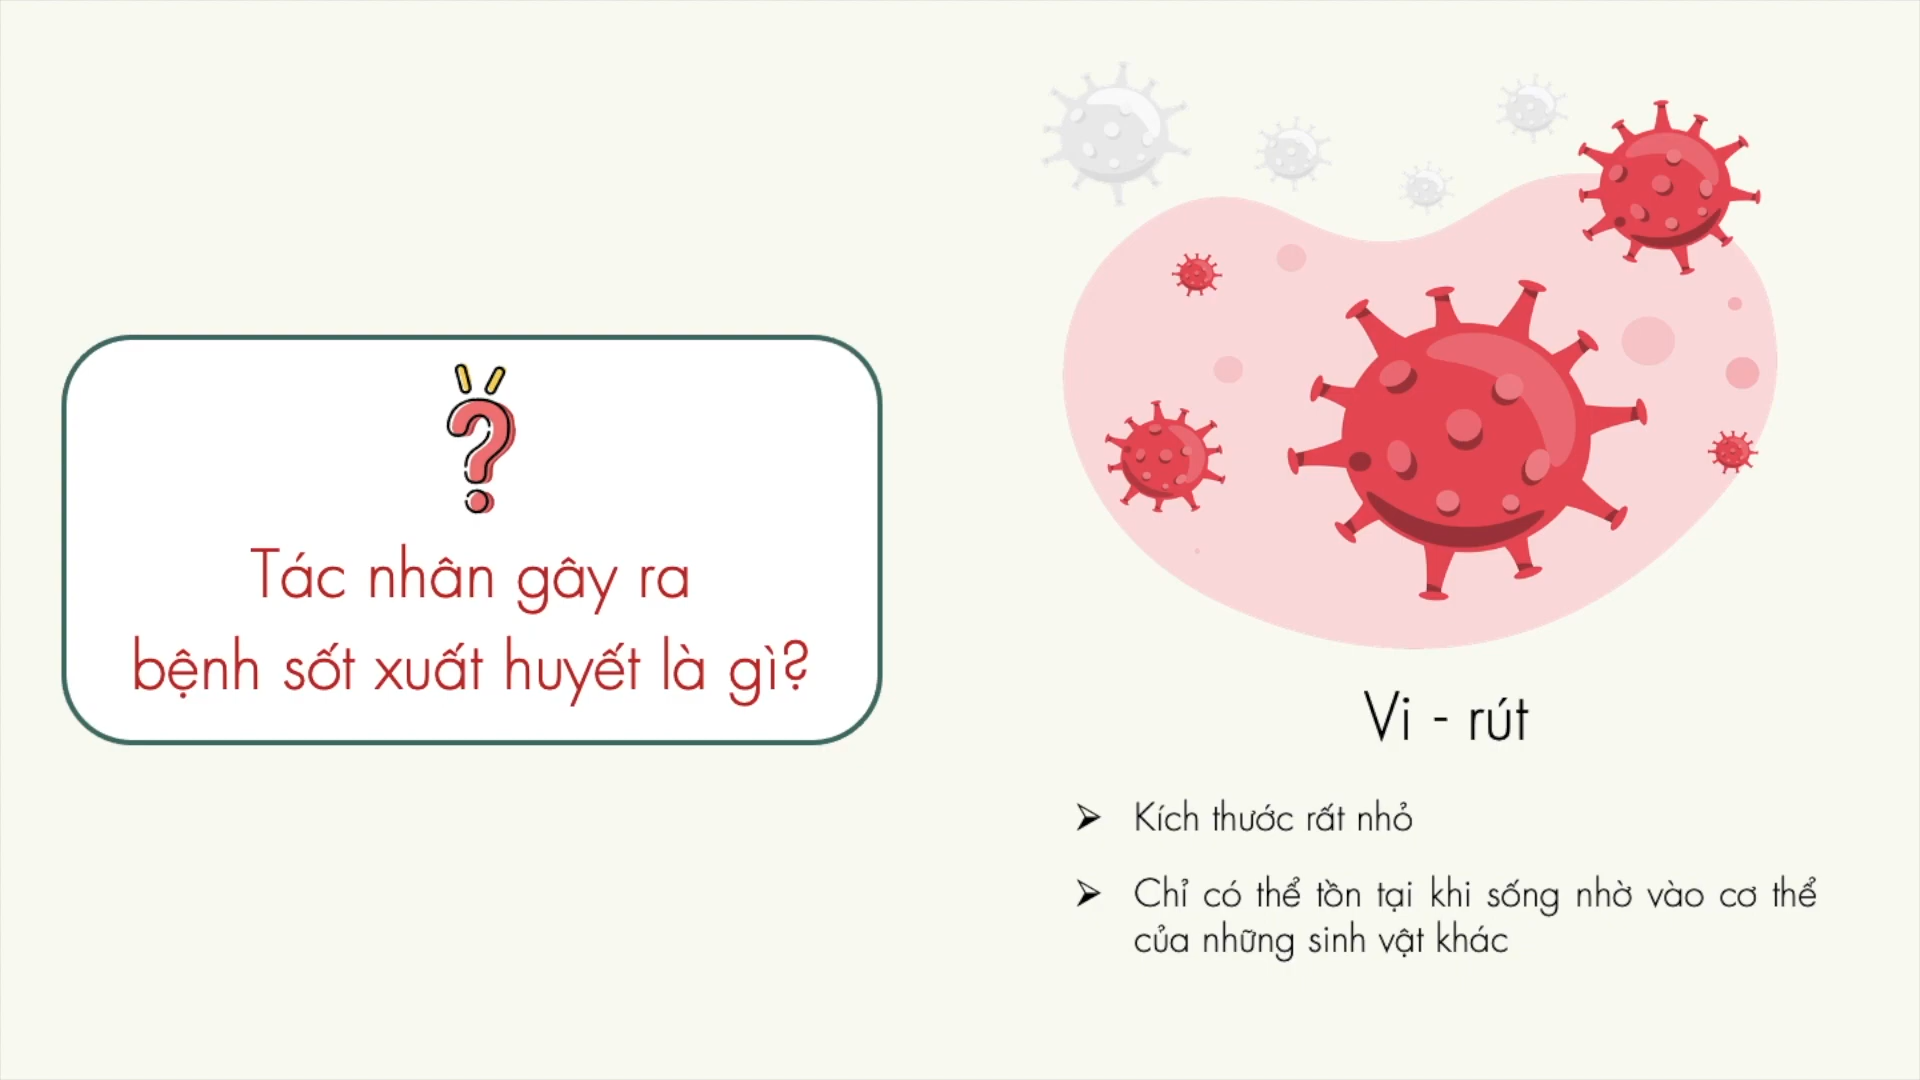 Tác nhân gây ra
bệnh sốt xuất huyết là gì?
Vi - rút
➢ Kích thước rất nhỏ
➢ Chỉ có thể tồn tại khi sống nhờ vào cơ thể
của những sinh vật khác